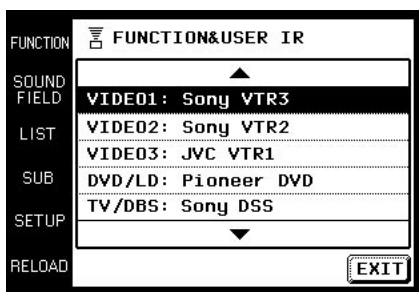 FUNCTION
SOUND
FIELD
LIST
SUB
SETUP
RELOAD
FUNCTION&USER IR
VIDEO1: Sony VTR3
VIDEO2: Sony VTR2
VIDEO3: JVC VTR1
DVD/LD: Pioneer DVD
TV/DBS: Sony DSS
EXIT